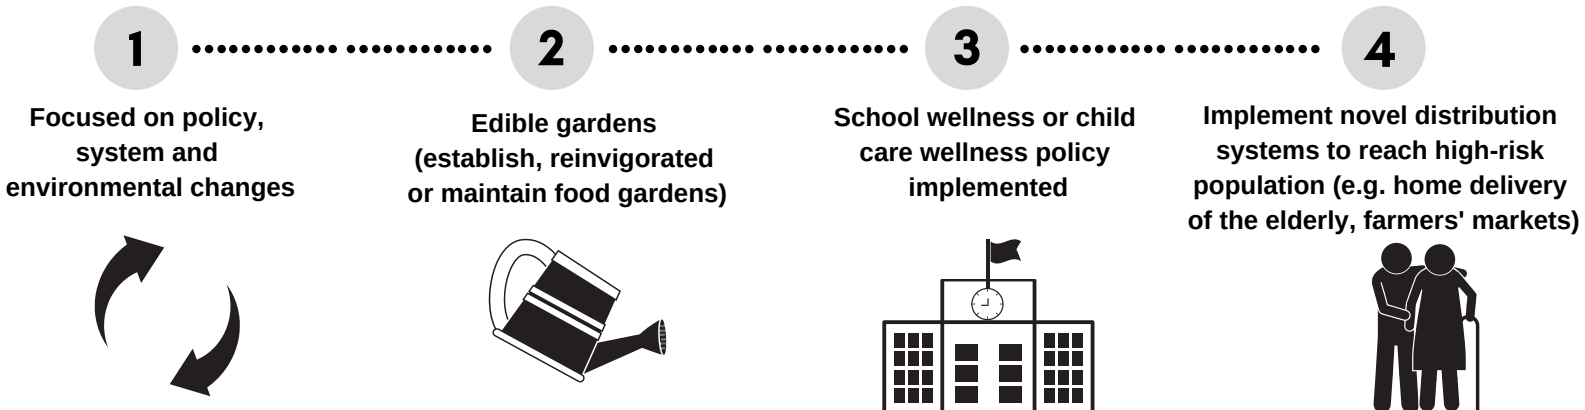 1
2
3
4
Focused on policy,
system and
environmental changes
Edible gardens
(establish, reinvigorated
or maintain food gardens)
School wellness or child
care wellness policy
implemented
Implement novel distribution
systems to reach high-risk
population (e.g. home delivery
of the elderly, farmers' markets)